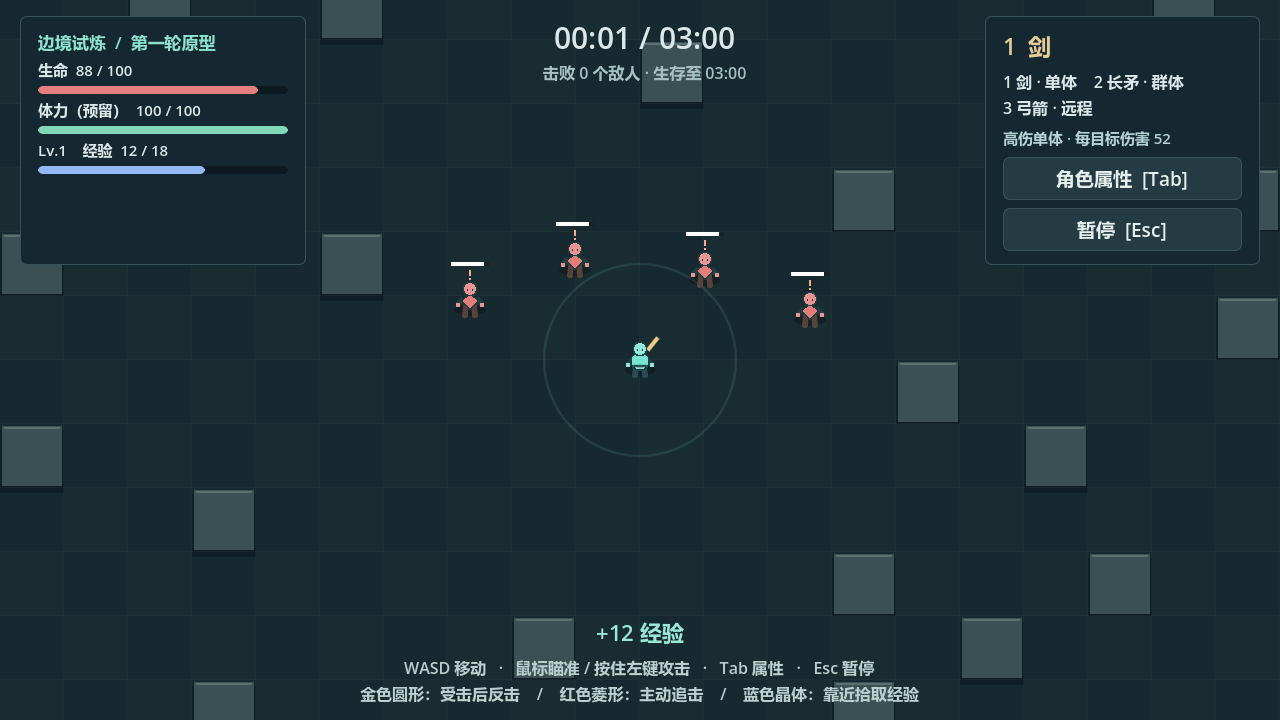 边境试炼 / 第一轮原型
生命 88 / 100
体力（预留） 100 / 100
Lv.1 经验 12 / 18
00:01 / 03:00
击败 0 个敌人 · 生存至 03:00
1 剑
1 剑 · 单体 2 长矛 · 群体
3 弓箭 · 远程
高伤单体 · 每目标伤害 52
角色属性 [Tab]
暂停 [Esc]
+12 经验
WASD 移动 · 鼠标瞄准 / 按住左键攻击 · Tab 属性 · Esc 暂停
金色圆形：受击后反击 / 红色菱形：主动追击 / 蓝色晶体：靠近拾取经验